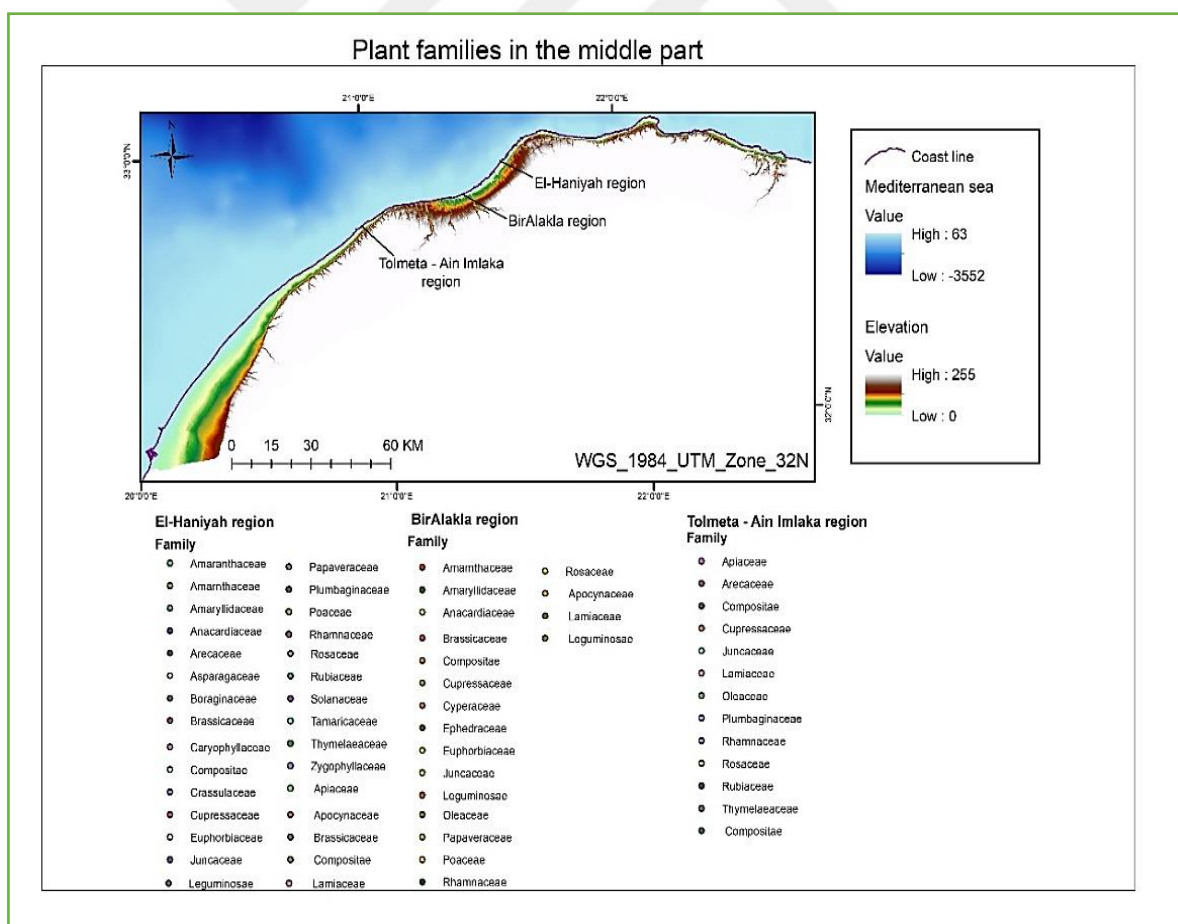 Plant families in the middle part
21°0'0"E
22°0'0"E
33°0'0"N
N
El-Haniyah region
BirAlakla region
Tolmeta - Ain Imlaka
region
32°0'0"N
0 15 30 60 KM
WGS_1984_UTM_Zone_32N
20°0'0"E
21°0'0"E
22°0'0"E
Coast line
Mediterranean sea
Value
High : 63
Low : -3552
Elevation
Value
High : 255
Low : 0
El-Haniyah region
Family
Amaranthaceae
Amarnthaceae
Amaryllidaceae
Anacardiaceae
Arecaceae
Asparagaceae
Boraginaceae
Brassicaceae
Caryophyllaceae
Compositae
Crassulaceae
Cupressaceae
Euphorbiaceae
Juncaceae
Leguminosae
Papaveraceae
Plumbaginaceae
Poaceae
Rhamnaceae
Rosaceae
Rubiaceae
Solanaceae
Tamaricaceae
Thymelaeaceae
Zygophyllaceae
Apiaceae
Apocynaceae
Brassicaceae
Compositae
Lamiaceae
BirAlakla region
Family
Amarnthaceae
Amaryllidaceae
Anacardiaceae
Brassicaceae
Compositae
Cupressaceae
Cyperaceae
Ephedraceae
Euphorbiaceae
Juncaceae
Leguminosae
Oleaceae
Papaveraceae
Poaceae
Rhamnaceae
Rosaceae
Apocynaceae
Lamiaceae
Leguminosae
Tolmeta - Ain Imlaka region
Family
Apiaceae
Arecaceae
Compositae
Cupressaceae
Juncaceae
Lamiaceae
Oleaceae
Plumbaginaceae
Rhamnaceae
Rosaceae
Rubiaceae
Thymelaeaceae
Compositae